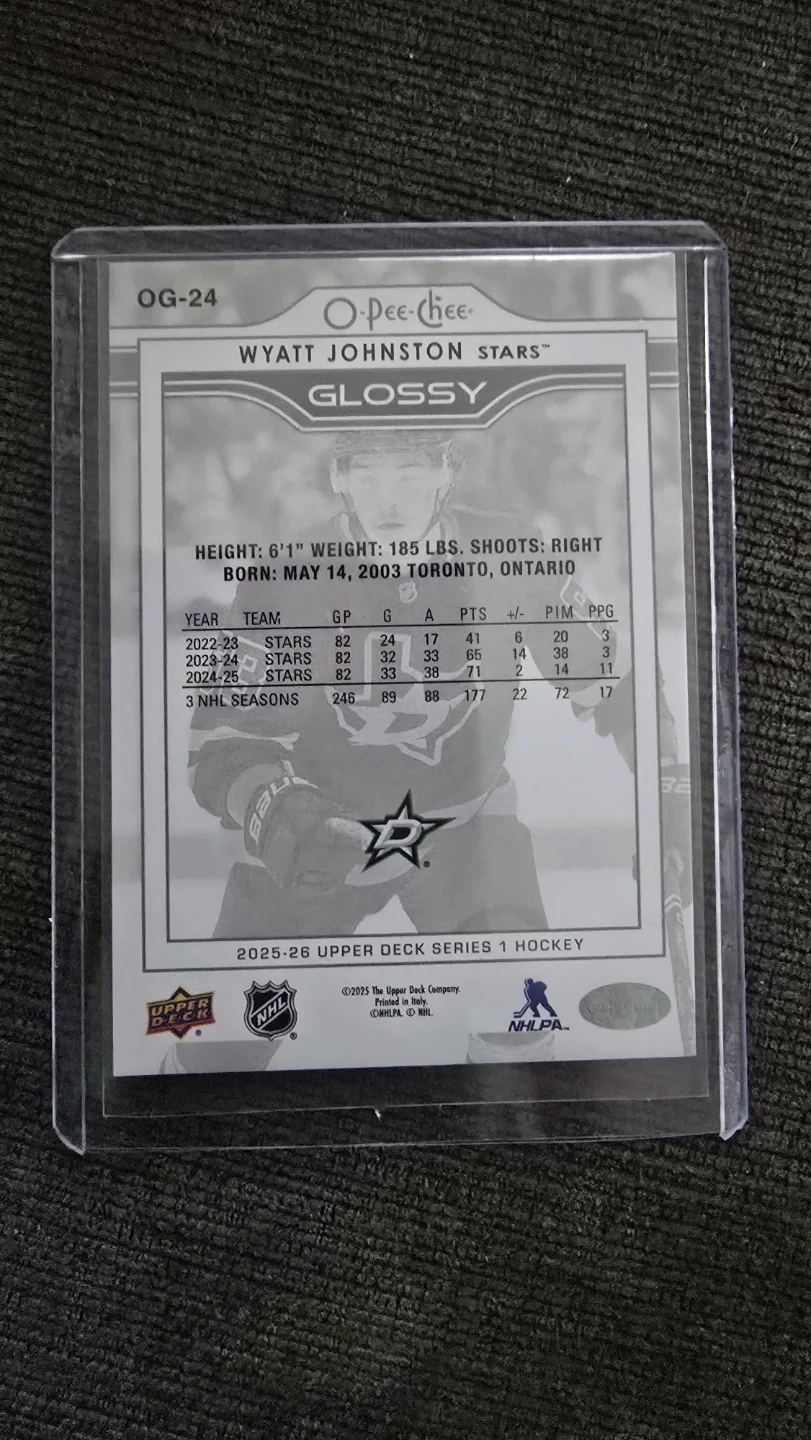 OG-24
O-Pee-Chee
WYATT JOHNSTON STARS™
GLOSSY
HEIGHT: 6'1" WEIGHT: 185 LBS. SHOOTS: RIGHT
BORN: MAY 14, 2003 TORONTO, ONTARIO
YEAR TEAM GP G A PTS +/- PIM PPG
2022-23 STARS 82 24 17 41 6 20 3
2023-24 STARS 82 32 33 65 14 38 3
2024-25 STARS 82 33 38 71 2 14 11
3 NHL SEASONS 246 89 88 177 22 72 17
BAUER
D
2025-26 UPPER DECK SERIES 1 HOCKEY
UPPER DECK®
NHL®
©2025 The Upper Deck Company.
Printed in Italy.
©NHLPA. © NHL.
NHLPA™